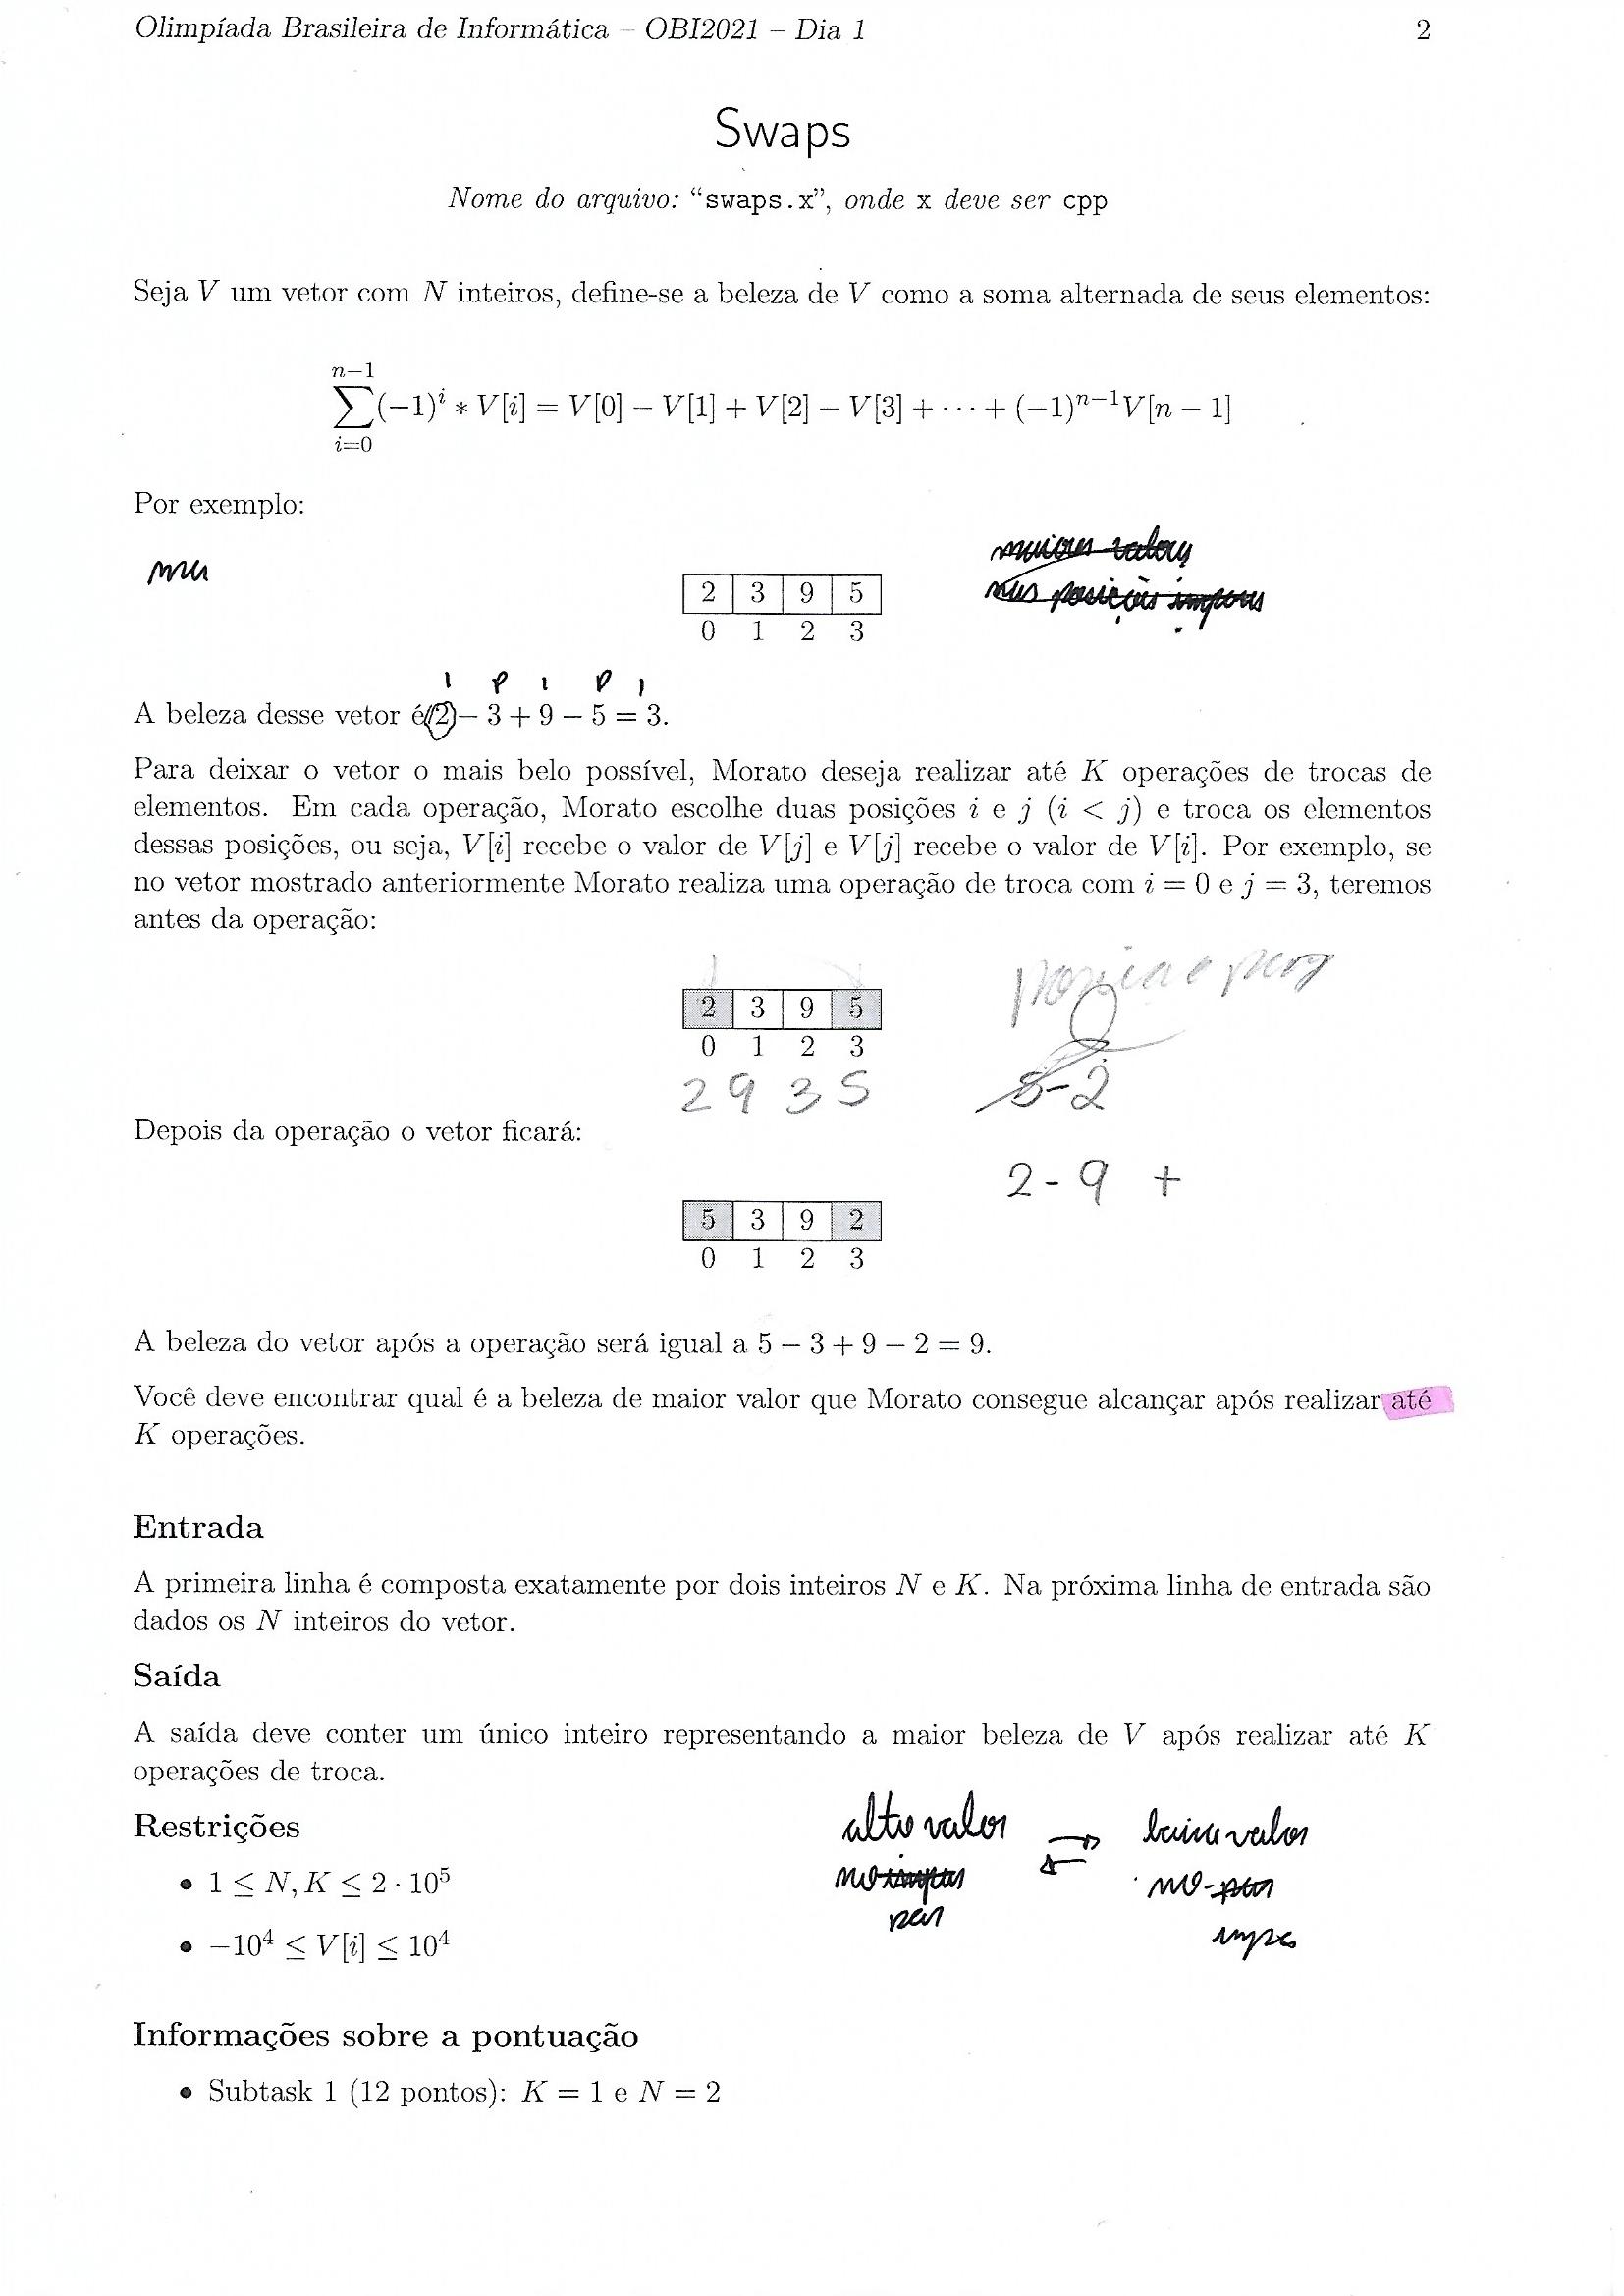 Olimpíada Brasileira de Informática – OBI2021 – Dia 1 2
Swaps
Nome do arquivo: “swaps.x”, onde x deve ser cpp
Seja V um vetor com N inteiros, define-se a beleza de V como a soma alternada de seus elementos:
n−1
∑(−1)^i ∗ V[i] = V[0] − V[1] + V[2] − V[3] + ⋯ + (−1)^{n−1}V[n − 1]
i=0
Por exemplo:
maiores valores
nas posições impares
2 3 9 5
0 1 2 3
1 P 1 P 1
A beleza desse vetor é (2) − 3 + 9 − 5 = 3.
Para deixar o vetor o mais belo possível, Morato deseja realizar até K operações de trocas de
elementos. Em cada operação, Morato escolhe duas posições i e j (i < j) e troca os elementos
dessas posições, ou seja, V[i] recebe o valor de V[j] e V[j] recebe o valor de V[i]. Por exemplo, se
no vetor mostrado anteriormente Morato realiza uma operação de troca com i = 0 e j = 3, teremos
antes da operação:
2 3 9 5
0 1 2 3
2 9 3 5
5-2
Depois da operação o vetor ficará:
2 - 9 +
5 3 9 2
0 1 2 3
A beleza do vetor após a operação será igual a 5 − 3 + 9 − 2 = 9.
Você deve encontrar qual é a beleza de maior valor que Morato consegue alcançar após realizar até
K operações.
Entrada
A primeira linha é composta exatamente por dois inteiros N e K. Na próxima linha de entrada são
dados os N inteiros do vetor.
Saída
A saída deve conter um único inteiro representando a maior beleza de V após realizar até K
operações de troca.
Restrições
• 1 ≤ N, K ≤ 2 · 10^5
• −10^4 ≤ V[i] ≤ 10^4
alto valor ⇄ baixo valor
no impar no par
par
Informações sobre a pontuação
• Subtask 1 (12 pontos): K = 1 e N = 2